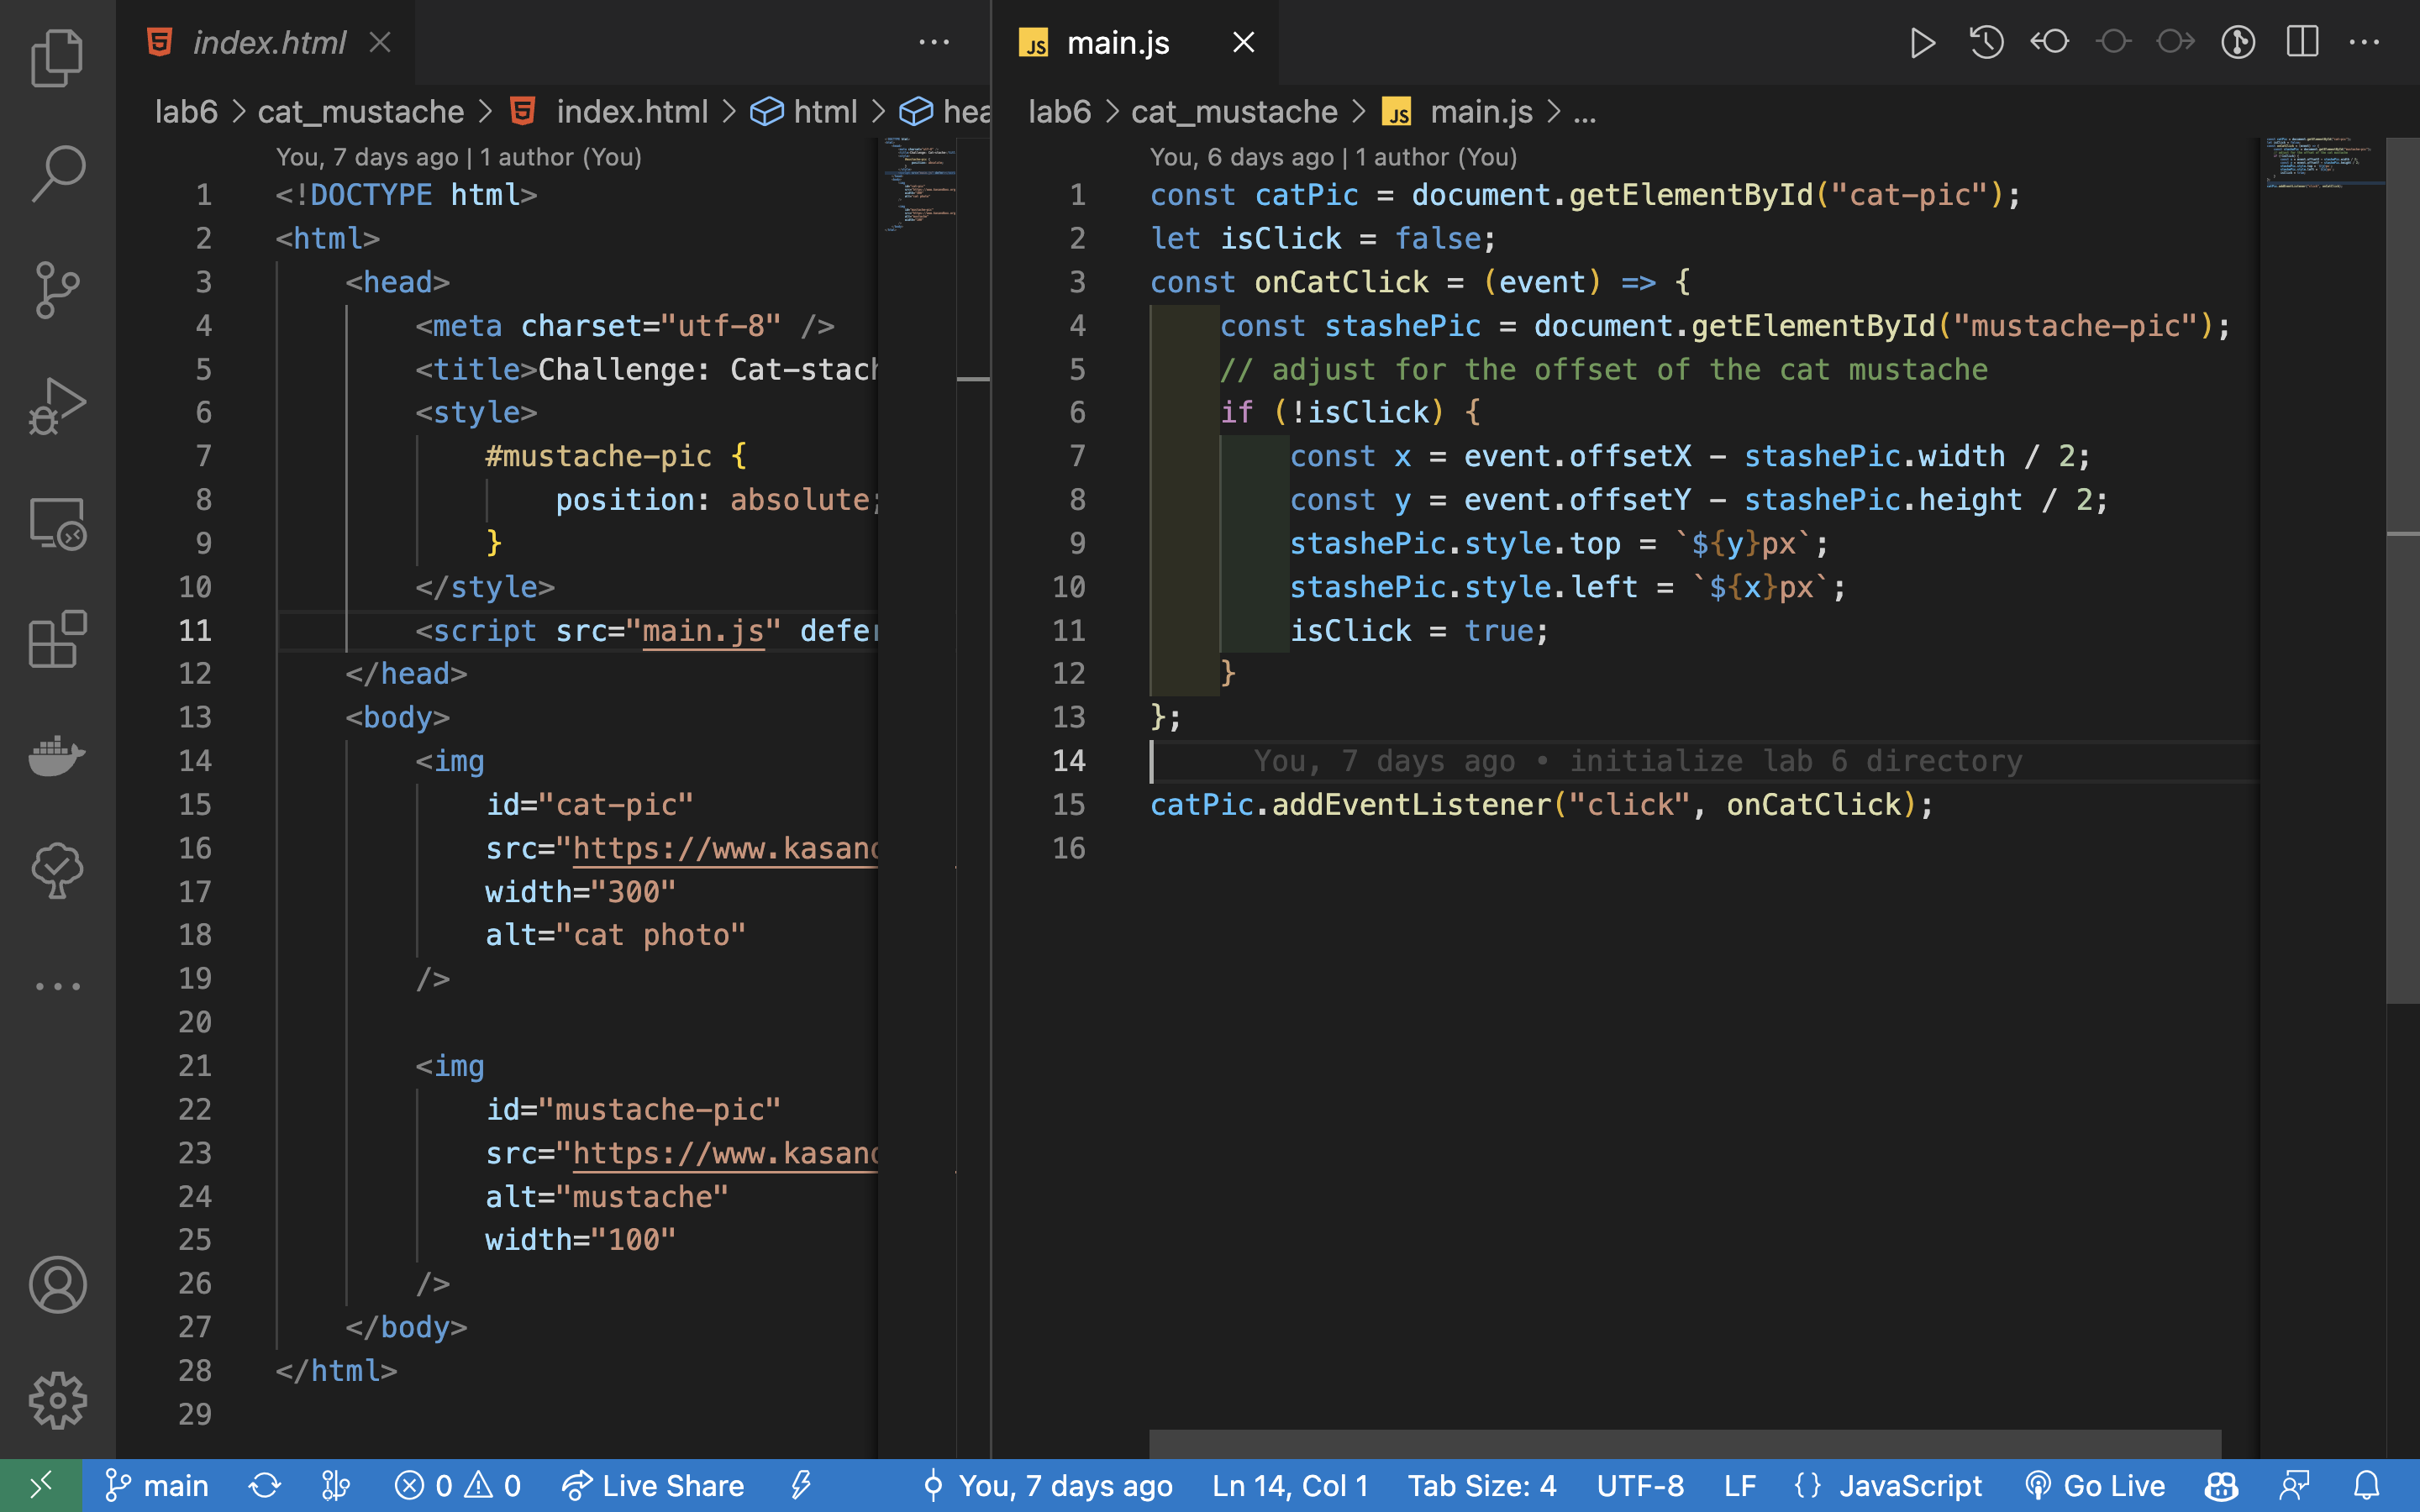 index.html
lab6 > cat_mustache > index.html > html > hea
You, 7 days ago | 1 author (You)
1 <!DOCTYPE html>
2 <html>
3 <head>
4 <meta charset="utf-8" />
5 <title>Challenge: Cat-stach
6 <style>
7 #mustache-pic {
8 position: absolute;
9 }
10 </style>
11 <script src="main.js" defer
12 </head>
13 <body>
14 <img
15 id="cat-pic"
16 src="https://www.kasand
17 width="300"
18 alt="cat photo"
19 />
20
21 <img
22 id="mustache-pic"
23 src="https://www.kasand
24 alt="mustache"
25 width="100"
26 />
27 </body>
28 </html>
29
JS main.js
lab6 > cat_mustache > JS main.js > ...
You, 6 days ago | 1 author (You)
1 const catPic = document.getElementById("cat-pic");
2 let isClick = false;
3 const onCatClick = (event) => {
4 const stashePic = document.getElementById("mustache-pic");
5 // adjust for the offset of the cat mustache
6 if (!isClick) {
7 const x = event.offsetX - stashePic.width / 2;
8 const y = event.offsetY - stashePic.height / 2;
9 stashePic.style.top = `${y}px`;
10 stashePic.style.left = `${x}px`;
11 isClick = true;
12 }
13 };
14 You, 7 days ago • initialize lab 6 directory
15 catPic.addEventListener("click", onCatClick);
16
main 0 0 Live Share You, 7 days ago Ln 14, Col 1 Tab Size: 4 UTF-8 LF {} JavaScript Go Live